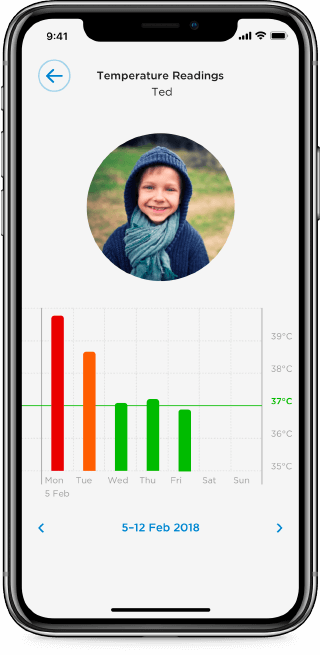 9:41
Temperature Readings
Ted
39°C
38°C
37°C
36°C
35°C
Mon Tue Wed Thu Fri Sat Sun
5 Feb
5–12 Feb 2018